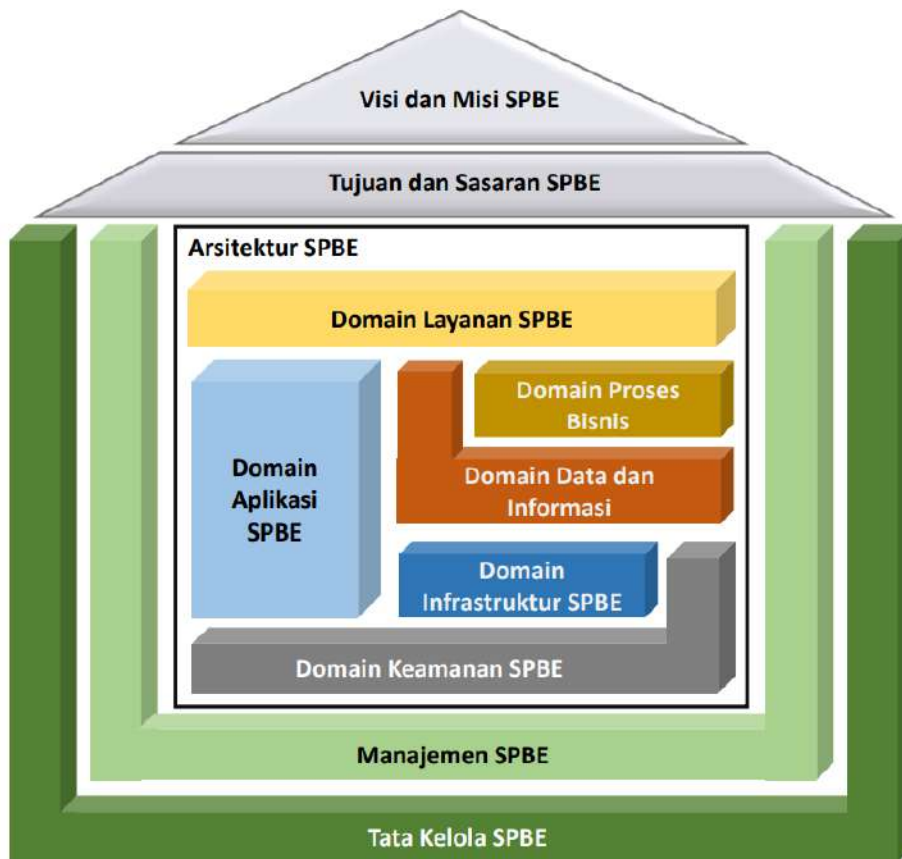 Visi dan Misi SPBE
Tujuan dan Sasaran SPBE
Arsitektur SPBE
Domain Layanan SPBE
Domain
Aplikasi
SPBE
Domain Proses
Bisnis
Domain Data dan
Informasi
Domain
Infrastruktur SPBE
Domain Keamanan SPBE
Manajemen SPBE
Tata Kelola SPBE